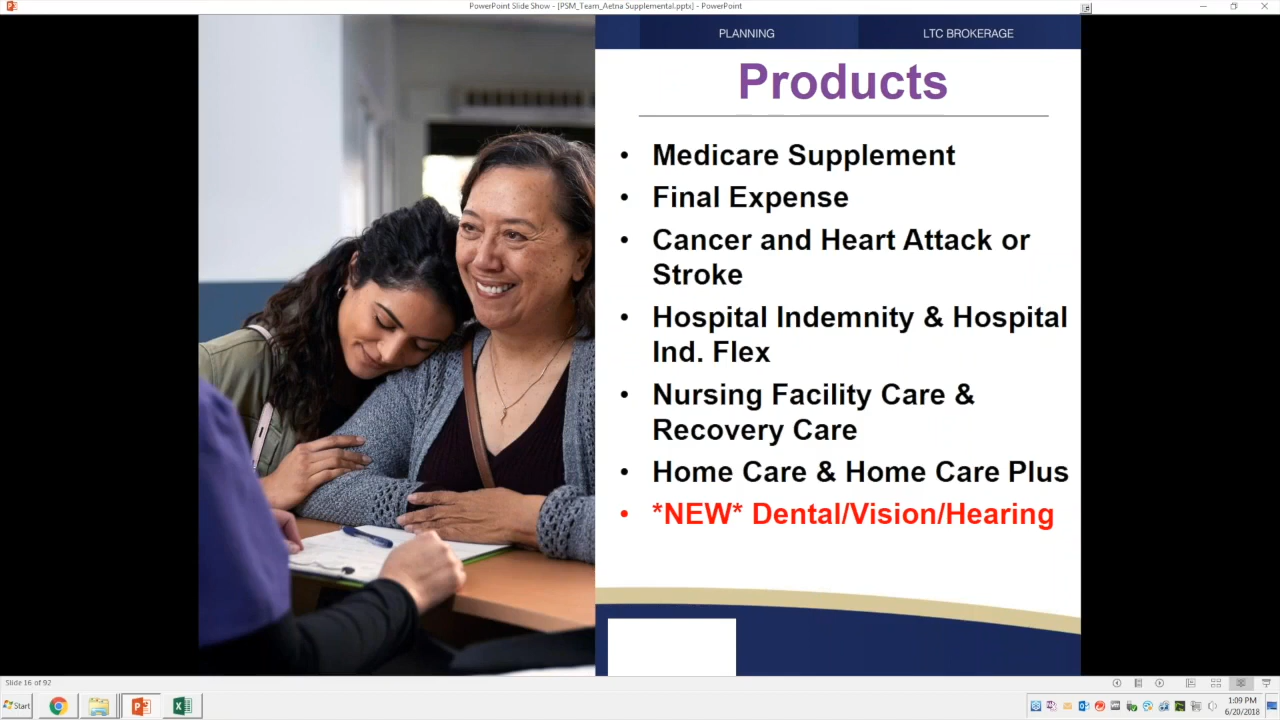 PowerPoint Slide Show - [PSM_Team_Aetna Supplemental.pptx] - PowerPoint
PLANNING
LTC BROKERAGE
Products
• Medicare Supplement
• Final Expense
• Cancer and Heart Attack or
Stroke
• Hospital Indemnity & Hospital
Ind. Flex
• Nursing Facility Care &
Recovery Care
• Home Care & Home Care Plus
• *NEW* Dental/Vision/Hearing
Slide 16 of 92
Start
1:09 PM
6/20/2018